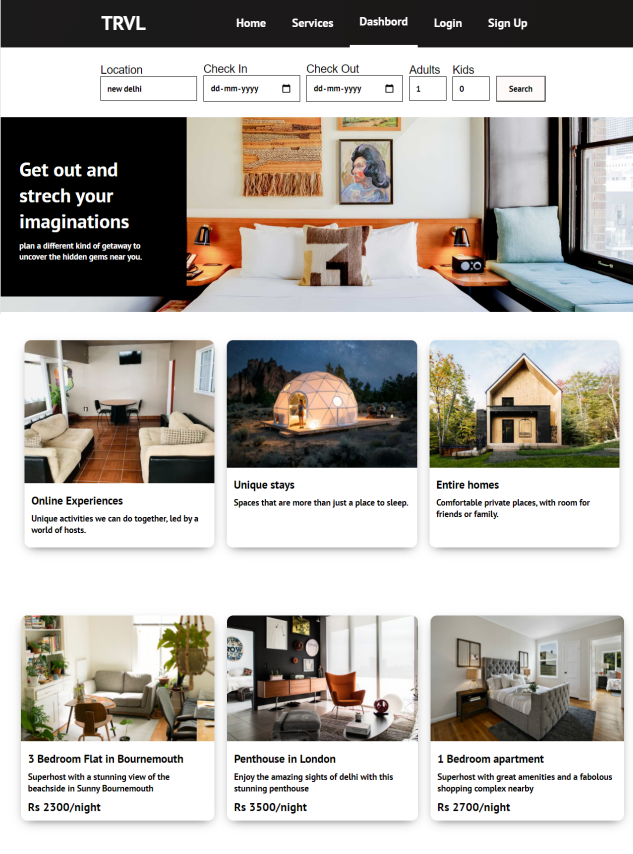 TRVL
Home Services Dashbord Login Sign Up
Location Check In Check Out Adults Kids
new delhi dd-mm-yyyy dd-mm-yyyy 1 0 Search
Get out and
strech your
imaginations
plan a different kind of getaway to
uncover the hidden gems near you.
Online Experiences
Unique activities we can do together, led by a
world of hosts.
Unique stays
Spaces that are more than just a place to sleep.
Entire homes
Comfortable private places, with room for
friends or family.
3 Bedroom Flat in Bournemouth
Superhost with a stunning view of the
beachside in Sunny Bournemouth
Rs 2300/night
Penthouse in London
Enjoy the amazing sights of delhi with this
stunning penthouse
Rs 3500/night
1 Bedroom apartment
Superhost with great amenities and a fabolous
shopping complex nearby
Rs 2700/night